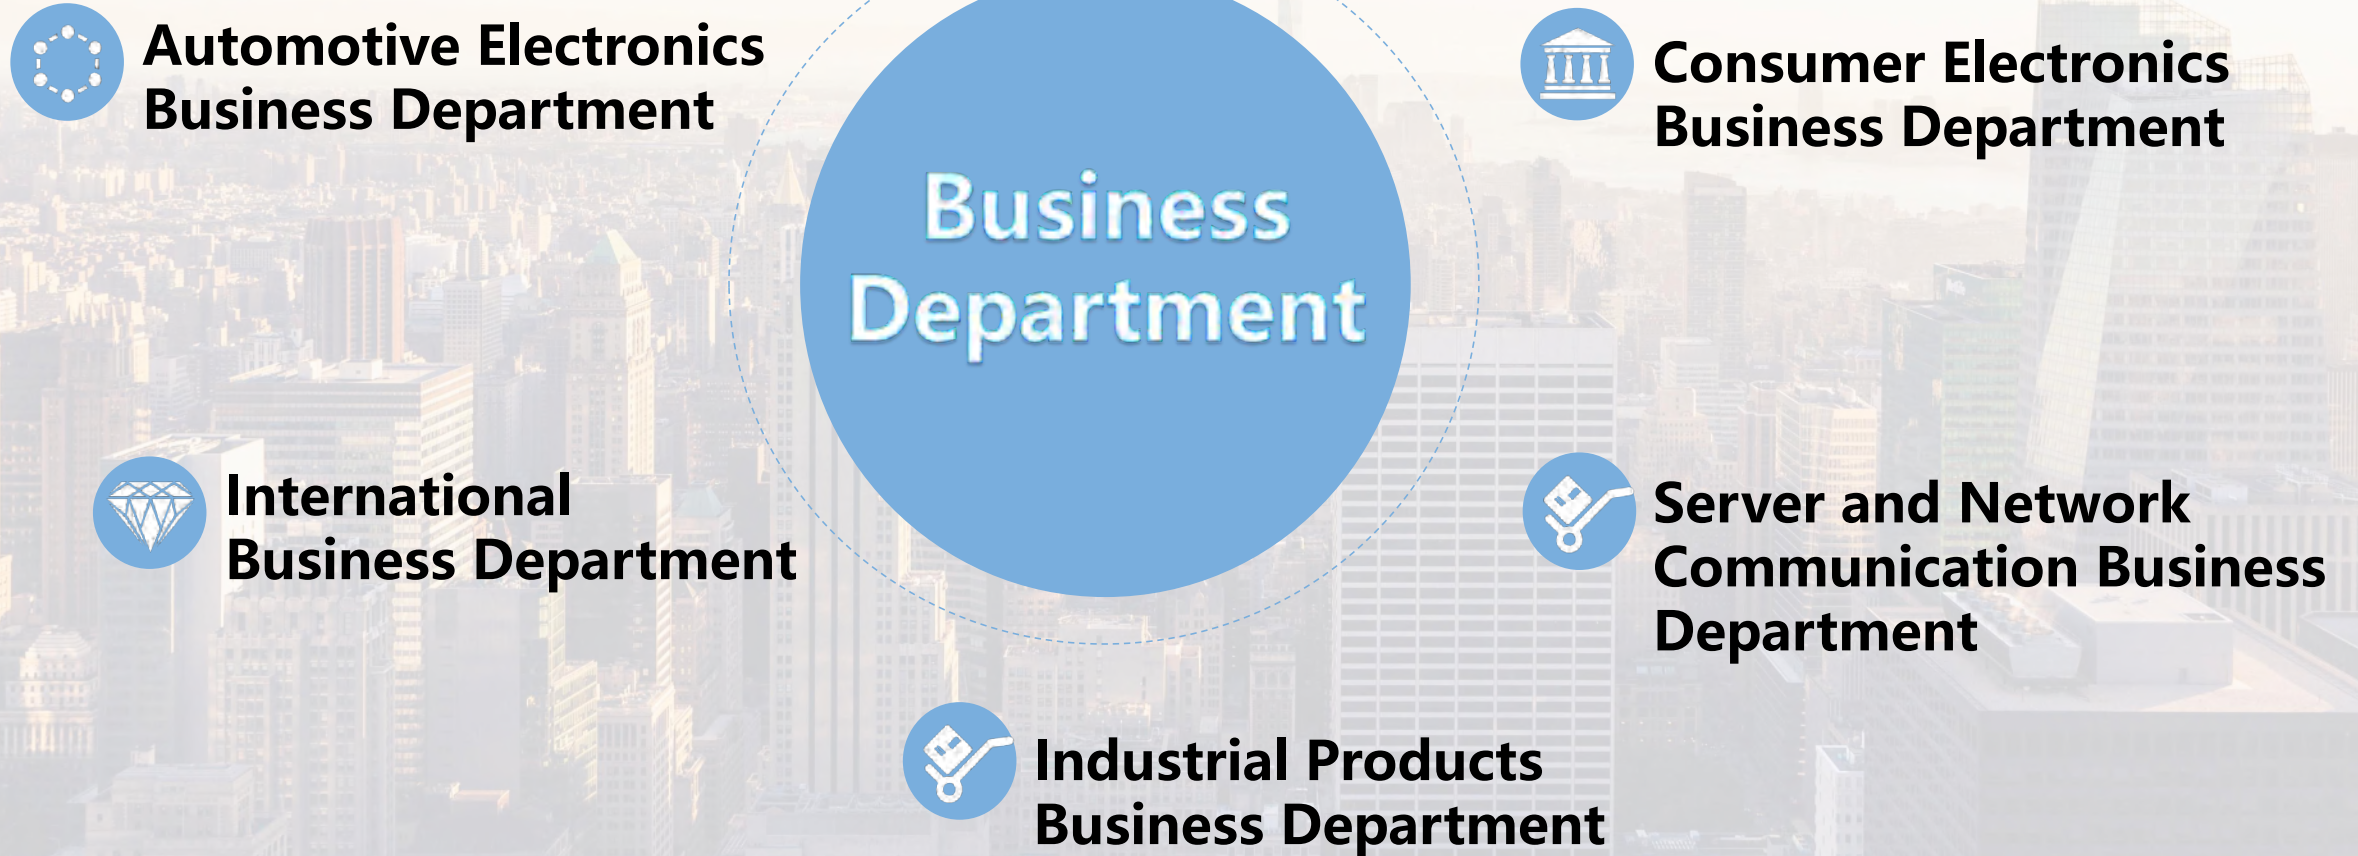 Automotive Electronics
Business Department
Consumer Electronics
Business Department
Business
Department
International
Business Department
Server and Network
Communication Business
Department
Industrial Products
Business Department